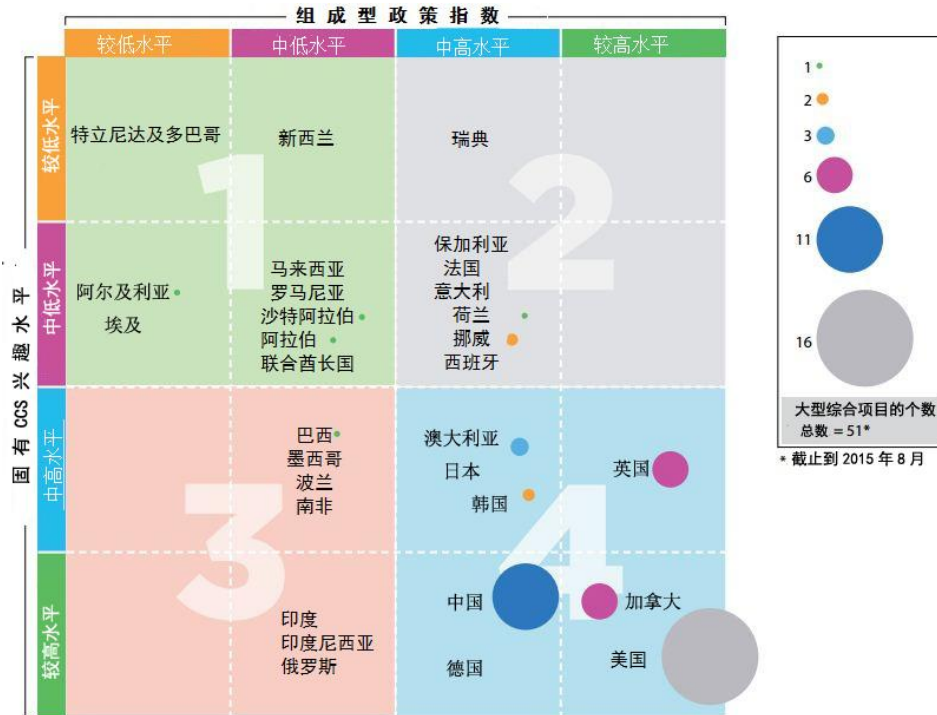 组成型政策指数
较低水平 中低水平 中高水平 较高水平
固有 CCS 兴趣水平
较低水平
特立尼达及多巴哥
新西兰
瑞典
1
2
中低水平
阿尔及利亚
埃及
马来西亚
罗马尼亚
沙特阿拉伯
阿拉伯
联合酋长国
保加利亚
法国
意大利
荷兰
挪威
西班牙
中高水平
巴西
墨西哥
波兰
南非
澳大利亚
日本
韩国
英国
3
4
较高水平
印度
印度尼西亚
俄罗斯
中国
德国
加拿大
美国
1
2
3
6
11
16
大型综合项目的个数
总数 = 51*
* 截止到 2015 年 8 月